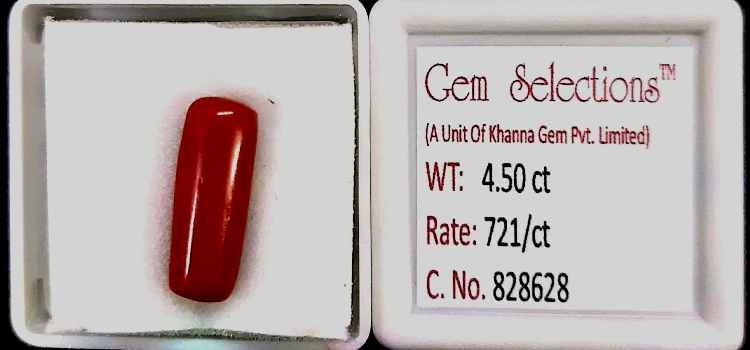 Gem Selections™
(A Unit Of Khanna Gem Pvt. Limited)
WT: 4.50 ct
Rate: 721/ct
C. No. 828628